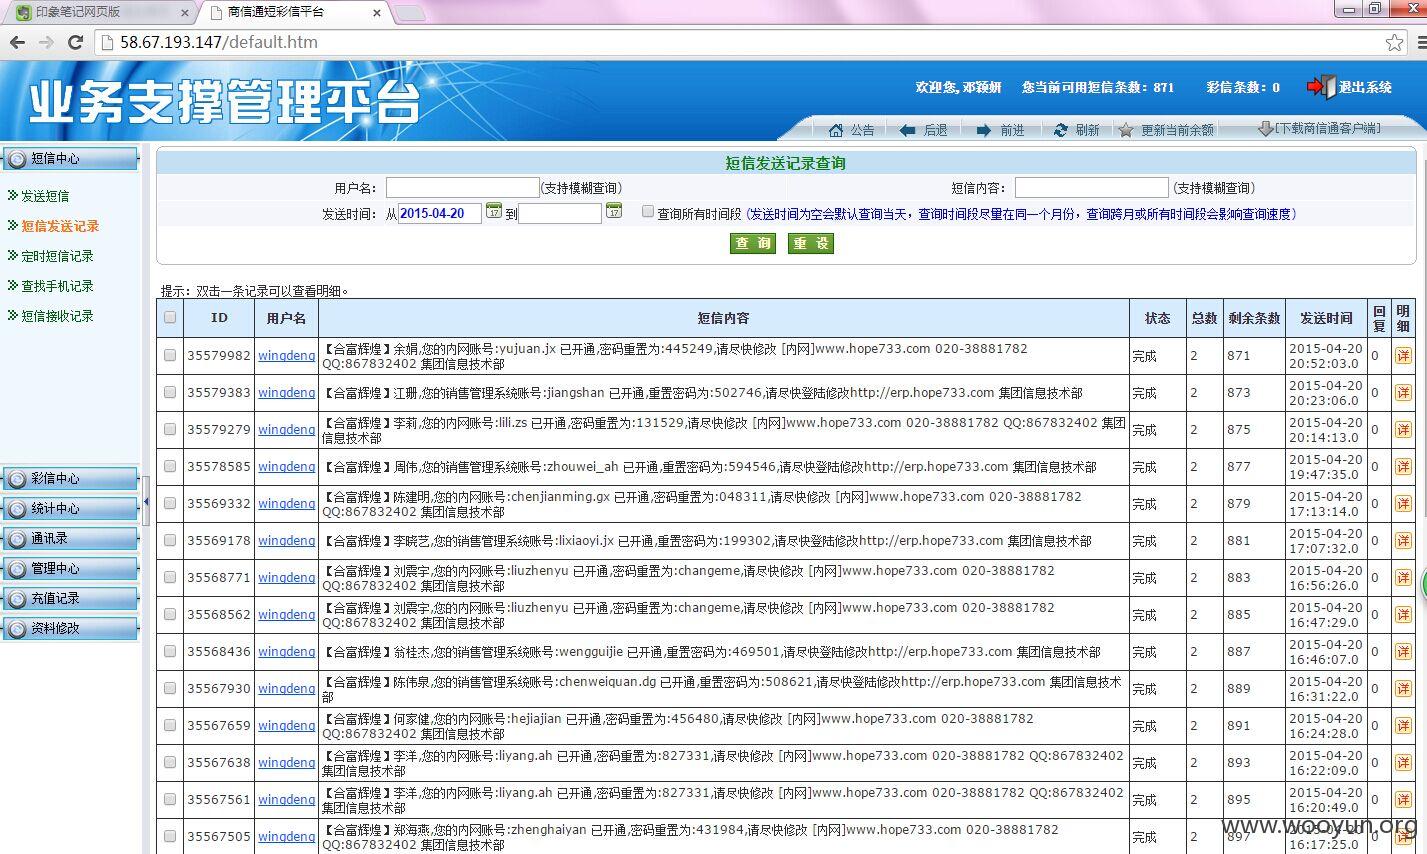 印象笔记网页版
商信通短彩信平台
58.67.193.147/default.htm
业务支撑管理平台
欢迎您,邓颖妍 您当前可用短信条数：871 彩信条数：0 退出系统
公告 后退 前进 刷新 更新当前余额 [下载商信通客户端]
短信中心
发送短信
短信发送记录
定时短信记录
查找手机记录
短信接收记录
彩信中心
统计中心
通讯录
管理中心
充值记录
资料修改
短信发送记录查询
用户名： (支持模糊查询) 短信内容： (支持模糊查询)
发送时间： 从 2015-04-20 到 查询所有时间段 (发送时间为空会默认查询当天，查询时间段尽量在同一个月份，查询跨月或所有时间段会影响查询速度)
查 询 重 设
提示：双击一条记录可以查看明细。
ID 用户名 短信内容 状态 总数 剩余条数 发送时间 回复 明细
35579982 wingdeng 【合富辉煌】余娟,您的内网账号:yujuan.jx 已开通,密码重置为:445249,请尽快修改 [内网]www.hope733.com 020-38881782 QQ:867832402 集团信息技术部 完成 2 871 2015-04-20 20:52:03.0 0 详
35579383 wingdeng 【合富辉煌】江珊,您的销售管理系统账号:jiangshan 已开通,重置密码为:502746,请尽快登陆修改http://erp.hope733.com 集团信息技术部 完成 2 873 2015-04-20 20:23:06.0 0 详
35579279 wingdeng 【合富辉煌】李莉,您的内网账号:lili.zs 已开通,密码重置为:131529,请尽快修改 [内网]www.hope733.com 020-38881782 QQ:867832402 集团信息技术部 完成 2 875 2015-04-20 20:14:13.0 0 详
35578585 wingdeng 【合富辉煌】周伟,您的销售管理系统账号:zhouwei_ah 已开通,重置密码为:594546,请尽快登陆修改http://erp.hope733.com 集团信息技术部 完成 2 877 2015-04-20 19:47:35.0 0 详
35569332 wingdeng 【合富辉煌】陈建明,您的内网账号:chenjianming.gx 已开通,密码重置为:048311,请尽快修改 [内网]www.hope733.com 020-38881782 QQ:867832402 集团信息技术部 完成 2 879 2015-04-20 17:13:14.0 0 详
35569178 wingdeng 【合富辉煌】李晓艺,您的销售管理系统账号:lixiaoyi.jx 已开通,重置密码为:199302,请尽快登陆修改http://erp.hope733.com 集团信息技术部 完成 2 881 2015-04-20 17:07:32.0 0 详
35568771 wingdeng 【合富辉煌】刘震宇,您的内网账号:liuzhenyu 已开通,密码重置为:changeme,请尽快修改 [内网]www.hope733.com 020-38881782 QQ:867832402 集团信息技术部 完成 2 883 2015-04-20 16:56:26.0 0 详
35568562 wingdeng 【合富辉煌】刘震宇,您的内网账号:liuzhenyu 已开通,密码重置为:changeme,请尽快修改 [内网]www.hope733.com 020-38881782 QQ:867832402 集团信息技术部 完成 2 885 2015-04-20 16:47:29.0 0 详
35568436 wingdeng 【合富辉煌】翁桂杰,您的销售管理系统账号:wengguijie 已开通,重置密码为:469501,请尽快登陆修改http://erp.hope733.com 集团信息技术部 完成 2 887 2015-04-20 16:46:07.0 0 详
35567930 wingdeng 【合富辉煌】陈伟泉,您的销售管理系统账号:chenweiquan.dg 已开通,重置密码为:508621,请尽快登陆修改http://erp.hope733.com 集团信息技术部 完成 2 889 2015-04-20 16:31:22.0 0 详
35567659 wingdeng 【合富辉煌】何家健,您的内网账号:hejiajian 已开通,密码重置为:456480,请尽快修改 [内网]www.hope733.com 020-38881782 QQ:867832402 集团信息技术部 完成 2 891 2015-04-20 16:24:28.0 0 详
35567638 wingdeng 【合富辉煌】李洋,您的内网账号:liyang.ah 已开通,密码重置为:827331,请尽快修改 [内网]www.hope733.com 020-38881782 QQ:867832402 集团信息技术部 完成 2 893 2015-04-20 16:22:09.0 0 详
35567561 wingdeng 【合富辉煌】李洋,您的内网账号:liyang.ah 已开通,密码重置为:827331,请尽快修改 [内网]www.hope733.com 020-38881782 QQ:867832402 集团信息技术部 完成 2 895 2015-04-20 16:20:49.0 0 详
35567505 wingdeng 【合富辉煌】郑海燕,您的内网账号:zhenghaiyan 已开通,密码重置为:431984,请尽快修改 [内网]www.hope733.com 020-38881782 QQ:867832402 集团信息技术部 完成 2 897 2015-04-20 16:17:25.0 0 详
www.wooyun.org